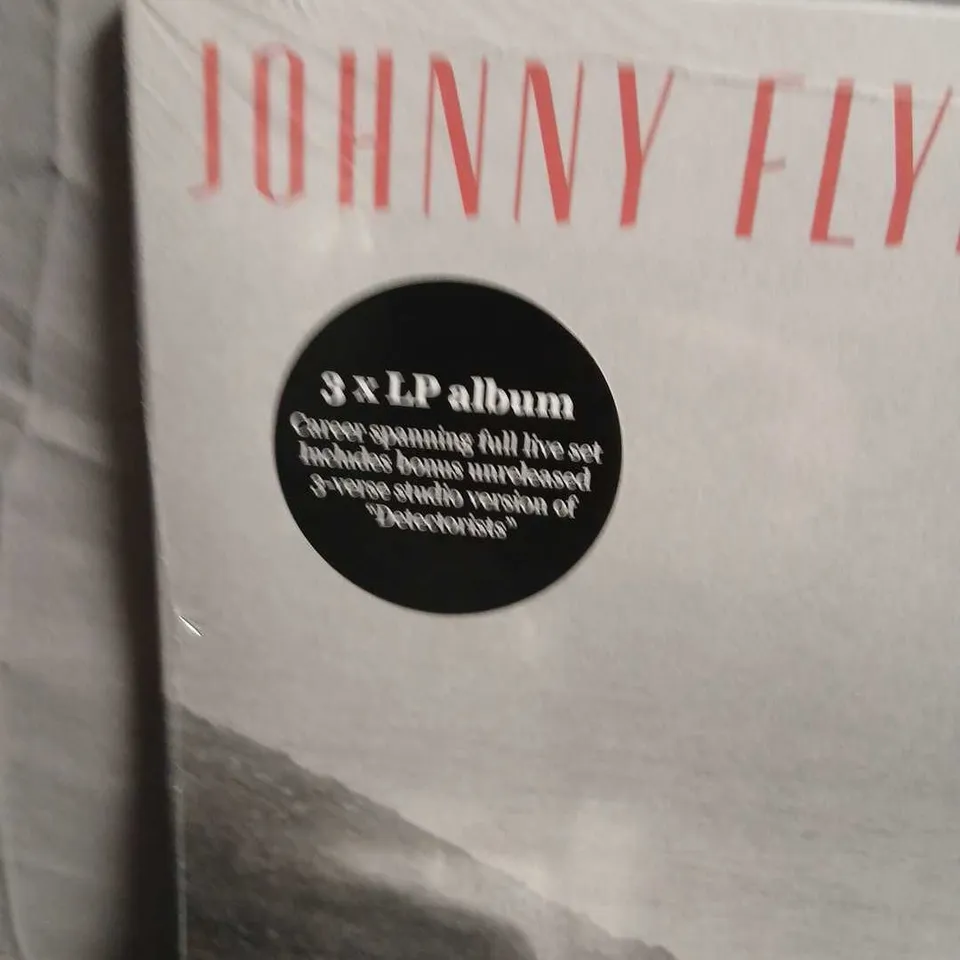 JOHNNY FLY
3 x LP album
Career spanning full live set
Includes bonus unreleased
3-verse studio version of
"Detectorists"